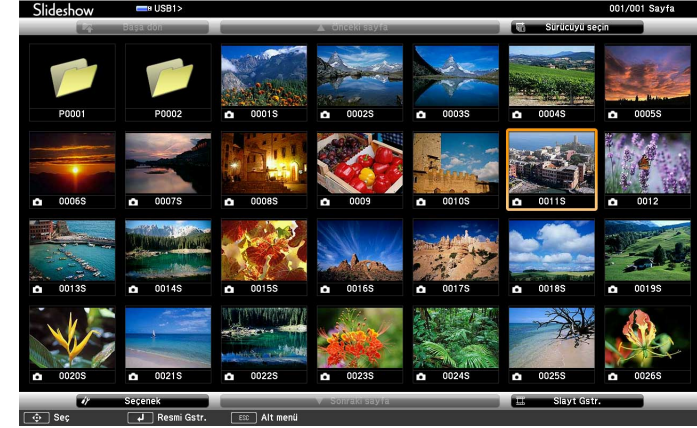 Slideshow USB1> 001/001 Sayfa
Başa dön Önceki sayfa Sürücüyü seçin
P0001 P0002 0001S 0002S 0003S 0004S 0005S
0006S 0007S 0008S 0009 0010S 0011S 0012
0013S 0014S 0015S 0016S 0017S 0018S 0019S
0020S 0021S 0022S 0023S 0024S 0025S 0026S
Seçenek Sonraki sayfa Slayt Gstr.
Seç Resmi Gstr. ESC Alt menü